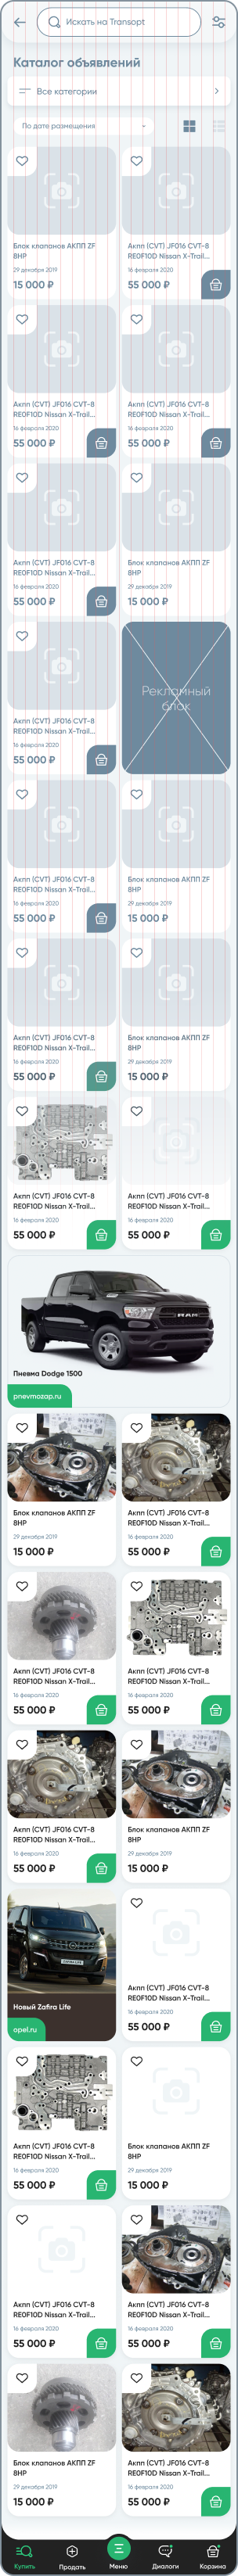 Искать на Transopt
Каталог объявлений
Все категории
По дате размещения
Блок клапанов АКПП ZF
8HP
29 декабря 2019
15 000 ₽
Акпп (CVT) JF016 CVT-8
RE0F10D Nissan X-Trail...
16 февраля 2020
55 000 ₽
Акпп (CVT) JF016 CVT-8
RE0F10D Nissan X-Trail...
16 февраля 2020
55 000 ₽
Акпп (CVT) JF016 CVT-8
RE0F10D Nissan X-Trail...
16 февраля 2020
55 000 ₽
Акпп (CVT) JF016 CVT-8
RE0F10D Nissan X-Trail...
16 февраля 2020
55 000 ₽
Блок клапанов АКПП ZF
8HP
29 декабря 2019
15 000 ₽
Акпп (CVT) JF016 CVT-8
RE0F10D Nissan X-Trail...
16 февраля 2020
55 000 ₽
Рекламный
блок
Акпп (CVT) JF016 CVT-8
RE0F10D Nissan X-Trail...
16 февраля 2020
55 000 ₽
Блок клапанов АКПП ZF
8HP
29 декабря 2019
15 000 ₽
Акпп (CVT) JF016 CVT-8
RE0F10D Nissan X-Trail...
16 февраля 2020
55 000 ₽
Блок клапанов АКПП ZF
8HP
29 декабря 2019
15 000 ₽
Акпп (CVT) JF016 CVT-8
RE0F10D Nissan X-Trail...
16 февраля 2020
55 000 ₽
Акпп (CVT) JF016 CVT-8
RE0F10D Nissan X-Trail...
16 февраля 2020
55 000 ₽
RAM
Пневма Dodge 1500
pnevmozap.ru
Блок клапанов АКПП ZF
8HP
29 декабря 2019
15 000 ₽
Акпп (CVT) JF016 CVT-8
RE0F10D Nissan X-Trail...
16 февраля 2020
55 000 ₽
Акпп (CVT) JF016 CVT-8
RE0F10D Nissan X-Trail...
16 февраля 2020
55 000 ₽
Акпп (CVT) JF016 CVT-8
RE0F10D Nissan X-Trail...
16 февраля 2020
55 000 ₽
Акпп (CVT) JF016 CVT-8
RE0F10D Nissan X-Trail...
16 февраля 2020
55 000 ₽
Блок клапанов АКПП ZF
8HP
29 декабря 2019
15 000 ₽
Новый Zafira Life
opel.ru
Акпп (CVT) JF016 CVT-8
RE0F10D Nissan X-Trail...
16 февраля 2020
55 000 ₽
Акпп (CVT) JF016 CVT-8
RE0F10D Nissan X-Trail...
16 февраля 2020
55 000 ₽
Блок клапанов АКПП ZF
8HP
29 декабря 2019
15 000 ₽
Акпп (CVT) JF016 CVT-8
RE0F10D Nissan X-Trail...
16 февраля 2020
55 000 ₽
Акпп (CVT) JF016 CVT-8
RE0F10D Nissan X-Trail...
16 февраля 2020
55 000 ₽
Блок клапанов АКПП ZF
8HP
29 декабря 2019
15 000 ₽
Акпп (CVT) JF016 CVT-8
RE0F10D Nissan X-Trail...
16 февраля 2020
55 000 ₽
Купить
Продать
Меню
Диалоги
Корзина